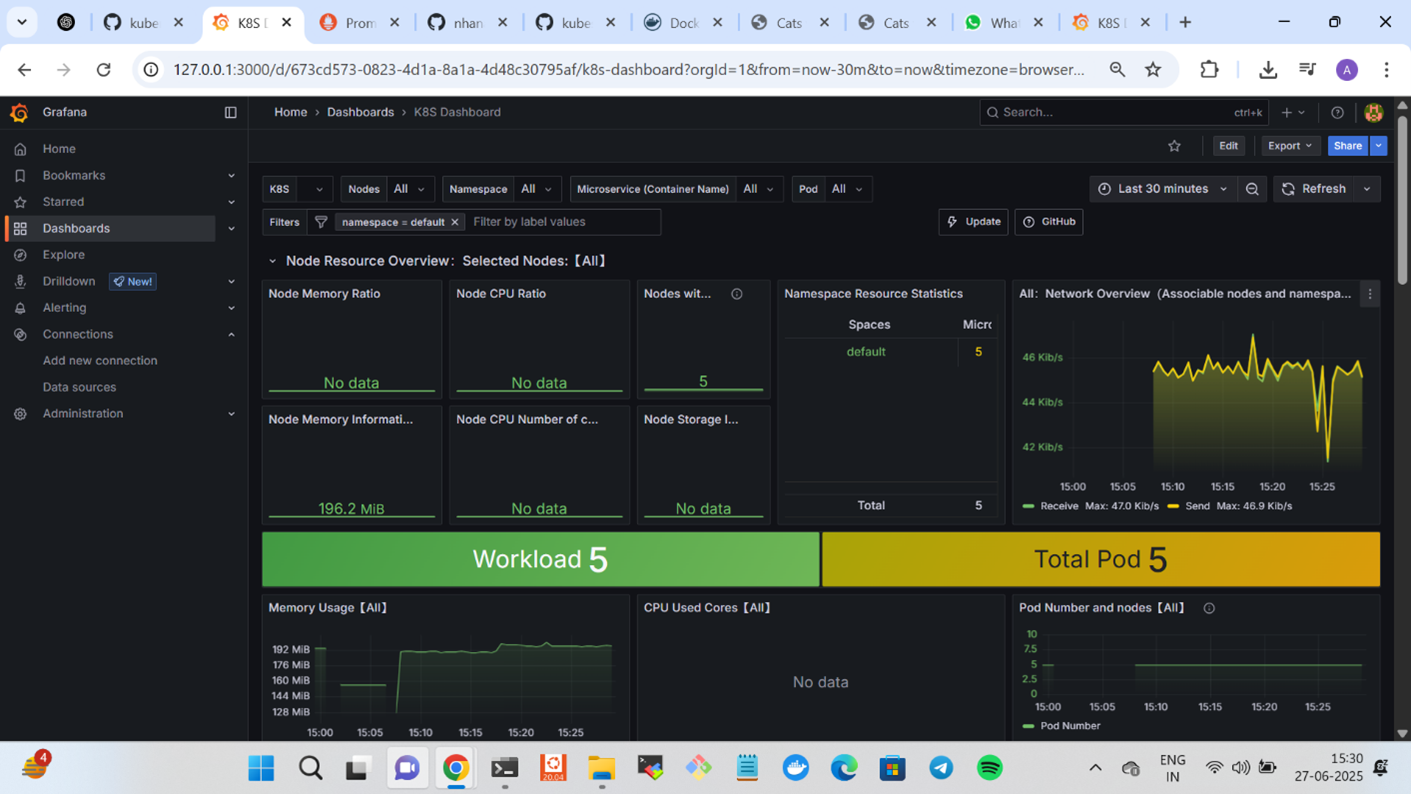 kube
K8S D
Prom
nhan
kube
Dock
Cats
Cats
What
K8S D
127.0.0.1:3000/d/673cd573-0823-4d1a-8a1a-4d48c30795af/k8s-dashboard?orgId=1&from=now-30m&to=now&timezone=browser...
A
Grafana
Home › Dashboards › K8S Dashboard
Search...
ctrl+k
Home
Bookmarks
Starred
Dashboards
Explore
Drilldown
New!
Alerting
Connections
Add new connection
Data sources
Administration
Edit
Export
Share
K8S
Nodes All
Namespace All
Microservice (Container Name) All
Pod All
Last 30 minutes
Refresh
Filters
namespace = default
Filter by label values
Update
GitHub
Node Resource Overview：Selected Nodes:【All】
Node Memory Ratio
No data
Node CPU Ratio
No data
Nodes wit...
5
Node Memory Informati...
196.2 MiB
Node CPU Number of c...
No data
Node Storage I...
No data
Namespace Resource Statistics
Spaces Micro
default 5
Total 5
All：Network Overview（Associable nodes and namespa...
46 Kib/s
44 Kib/s
42 Kib/s
15:00 15:05 15:10 15:15 15:20 15:25
Receive Max: 47.0 Kib/s Send Max: 46.9 Kib/s
Workload 5
Total Pod 5
Memory Usage【All】
192 MiB
176 MiB
160 MiB
144 MiB
128 MiB
15:00 15:05 15:10 15:15 15:20 15:25
CPU Used Cores【All】
No data
Pod Number and nodes【All】
10
7.5
5
2.5
0
15:00 15:05 15:10 15:15 15:20 15:25
Pod Number
4
20.04
ENG
IN
15:30
27-06-2025